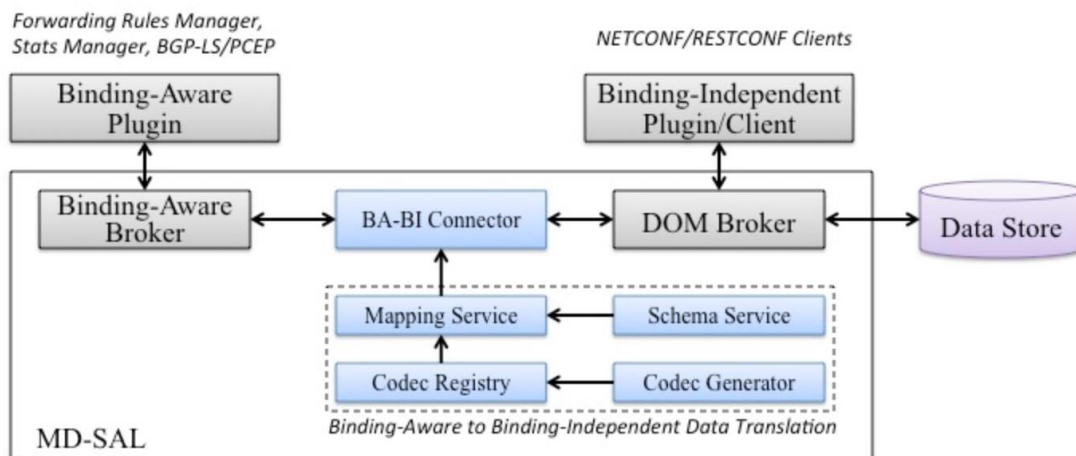 Forwarding Rules Manager,
Stats Manager, BGP-LS/PCEP
NETCONF/RESTCONF Clients
Binding-Aware
Plugin
Binding-Independent
Plugin/Client
Binding-Aware
Broker
BA-BI Connector
DOM Broker
Data Store
Mapping Service
Schema Service
Codec Registry
Codec Generator
Binding-Aware to Binding-Independent Data Translation
MD-SAL